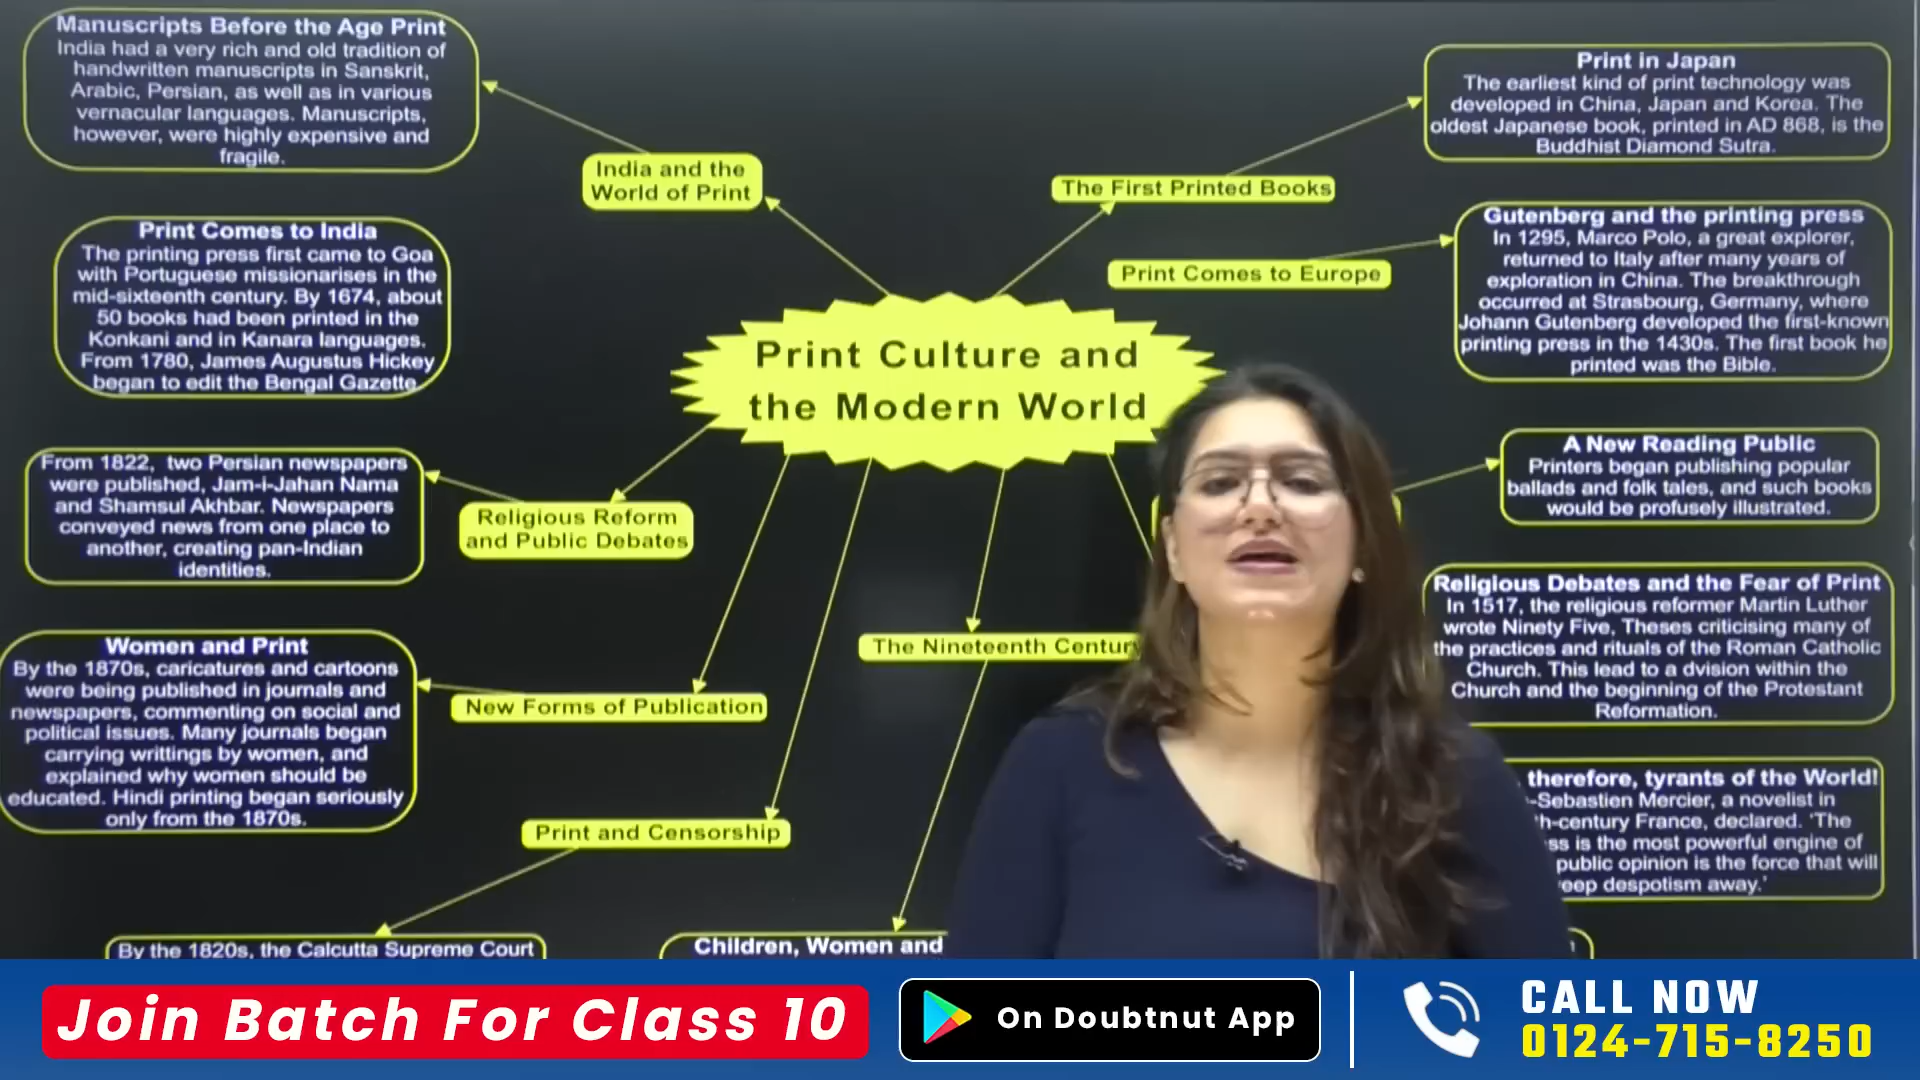 Manuscripts Before the Age Print
India had a very rich and old tradition of
handwritten manuscripts in Sanskrit,
Arabic, Persian, as well as in various
vernacular languages. Manuscripts,
however, were highly expensive and
fragile.
India and the
World of Print
The First Printed Books
Print in Japan
The earliest kind of print technology was
developed in China, Japan and Korea. The
oldest Japanese book, printed in AD 868, is the
Buddhist Diamond Sutra.
Print Comes to India
The printing press first came to Goa
with Portuguese missionarises in the
mid-sixteenth century. By 1674, about
50 books had been printed in the
Konkani and in Kanara languages.
From 1780, James Augustus Hickey
began to edit the Bengal Gazette
Print Comes to Europe
Gutenberg and the printing press
In 1295, Marco Polo, a great explorer,
returned to Italy after many years of
exploration in China. The breakthrough
occurred at Strasbourg, Germany, where
Johann Gutenberg developed the first-known
printing press in the 1430s. The first book he
printed was the Bible.
Print Culture and
the Modern World
From 1822, two Persian newspapers
were published, Jam-i-Jahan Nama
and Shamsul Akhbar. Newspapers
conveyed news from one place to
another, creating pan-Indian
identities.
Religious Reform
and Public Debates
A New Reading Public
Printers began publishing popular
ballads and folk tales, and such books
would be profusely illustrated.
Religious Debates and the Fear of Print
In 1517, the religious reformer Martin Luther
wrote Ninety Five, Theses criticising many of
the practices and rituals of the Roman Catholic
Church. This lead to a dvision within the
Church and the beginning of the Protestant
Reformation.
Women and Print
By the 1870s, caricatures and cartoons
were being published in journals and
newspapers, commenting on social and
political issues. Many journals began
carrying writtings by women, and
explained why women should be
educated. Hindi printing began seriously
only from the 1870s.
New Forms of Publication
The Nineteenth Century
therefore, tyrants of the World!
-Sebastien Mercier, a novelist in
h-century France, declared. 'The
ss is the most powerful engine of
public opinion is the force that will
eep despotism away.'
Print and Censorship
By the 1820s, the Calcutta Supreme Court
Children, Women and
Join Batch For Class 10
On Doubtnut App
CALL NOW
0124-715-8250